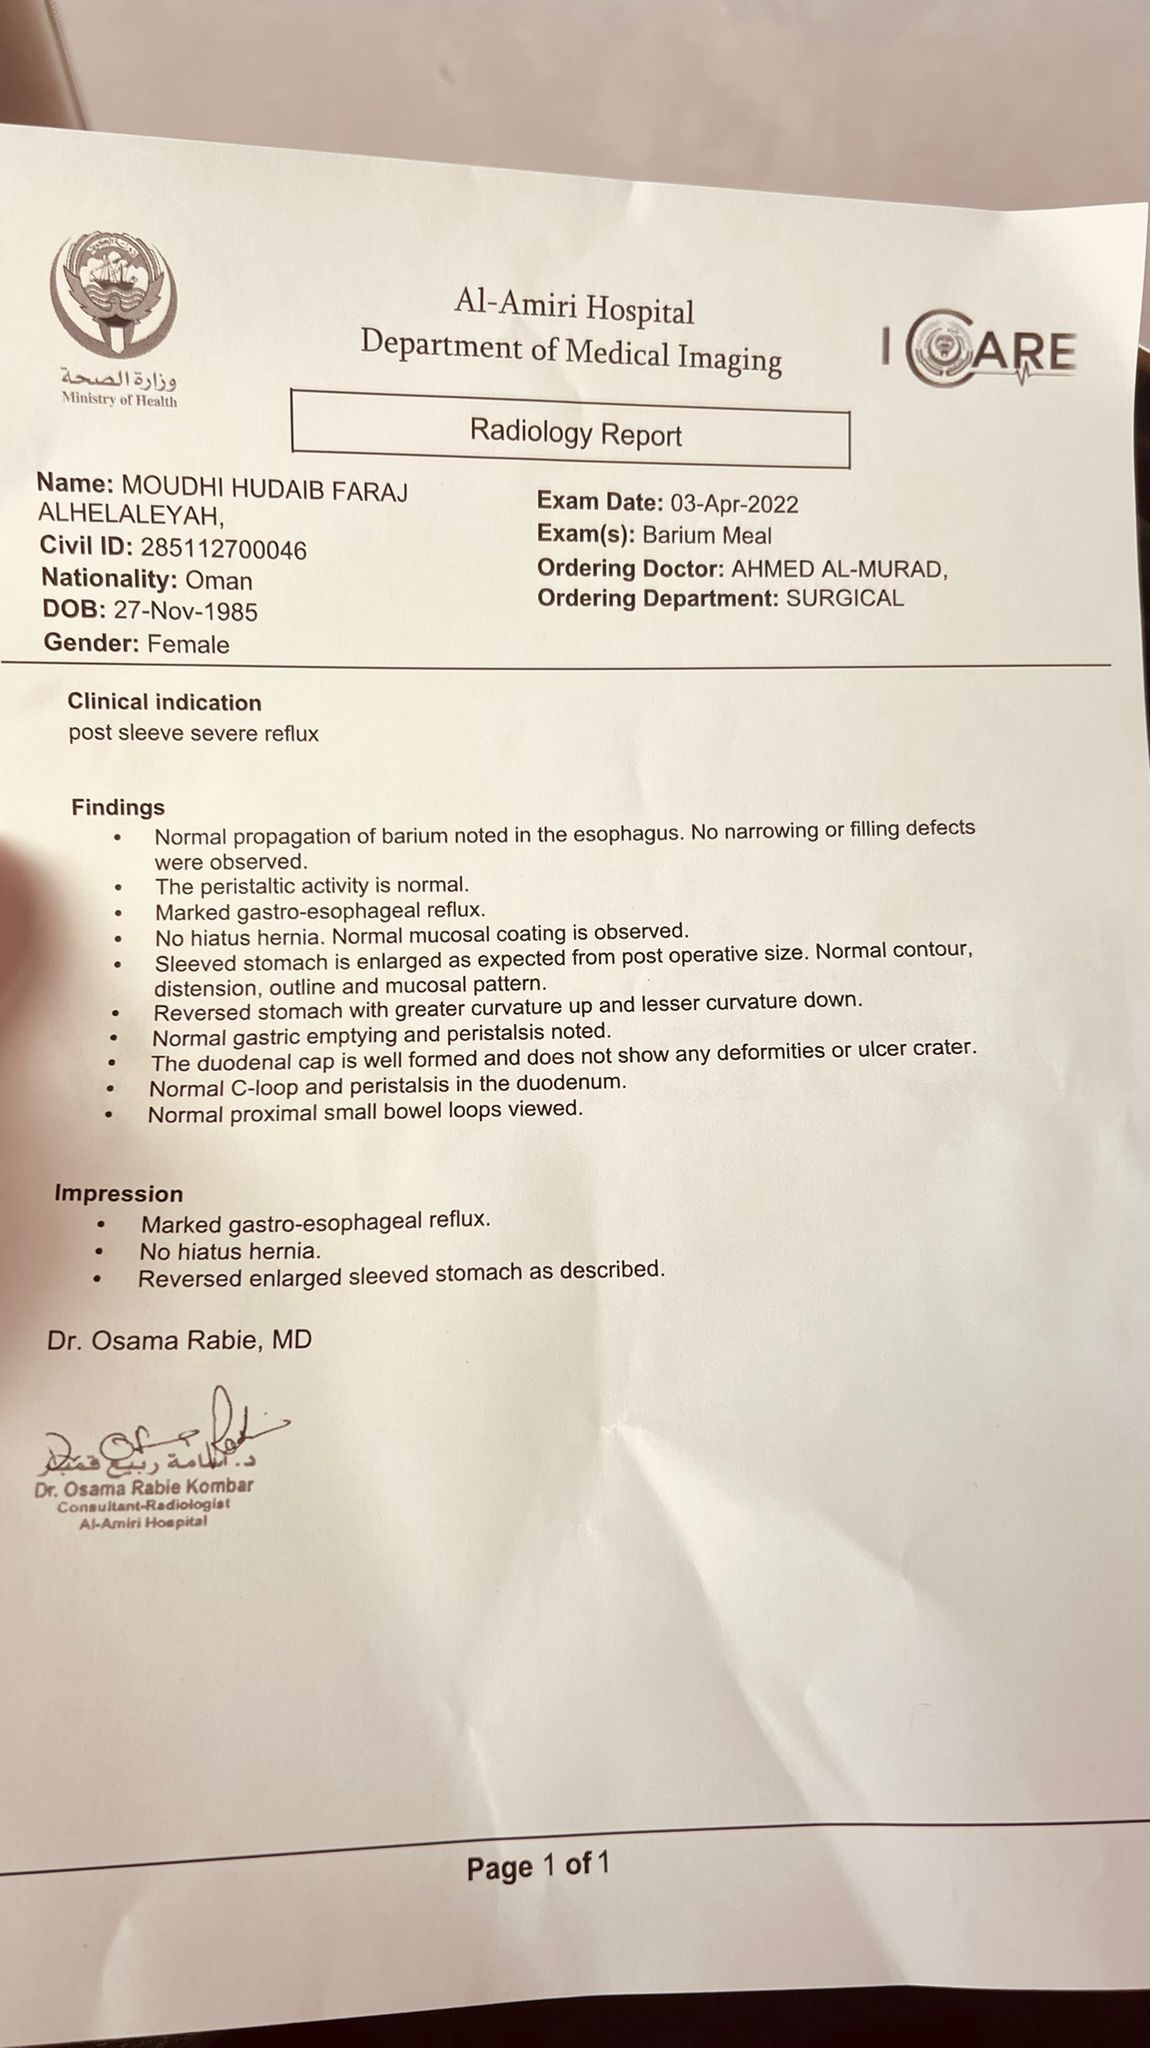 وزارة الصحة
Ministry of Health
Al-Amiri Hospital
Department of Medical Imaging
I CARE
Radiology Report
Name: MOUDHI HUDAIB FARAJ
ALHELALEYAH,
Civil ID: 285112700046
Nationality: Oman
DOB: 27-Nov-1985
Gender: Female
Exam Date: 03-Apr-2022
Exam(s): Barium Meal
Ordering Doctor: AHMED AL-MURAD,
Ordering Department: SURGICAL
Clinical indication
post sleeve severe reflux
Findings
• Normal propagation of barium noted in the esophagus. No narrowing or filling defects
were observed.
• The peristaltic activity is normal.
• Marked gastro-esophageal reflux.
• No hiatus hernia. Normal mucosal coating is observed.
• Sleeved stomach is enlarged as expected from post operative size. Normal contour,
distension, outline and mucosal pattern.
• Reversed stomach with greater curvature up and lesser curvature down.
• Normal gastric emptying and peristalsis noted.
• The duodenal cap is well formed and does not show any deformities or ulcer crater.
• Normal C-loop and peristalsis in the duodenum.
• Normal proximal small bowel loops viewed.
Impression
• Marked gastro-esophageal reflux.
• No hiatus hernia.
• Reversed enlarged sleeved stomach as described.
Dr. Osama Rabie, MD
د. أسامة ربيع قمبر
Dr. Osama Rabie Kombar
Consultant-Radiologist
Al-Amiri Hospital
Page 1 of 1